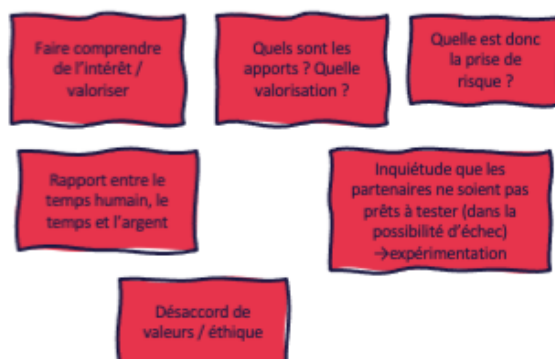 Faire comprendre
de l'intérêt /
valoriser
Quels sont les
apports ? Quelle
valorisation ?
Quelle est donc
la prise de
risque ?
Rapport entre le
temps humain, le
temps et l'argent
Inquiétude que les
partenaires ne soient pas
prêts à tester (dans la
possibilité d'échec)
→expérimentation
Désaccord de
valeurs / éthique